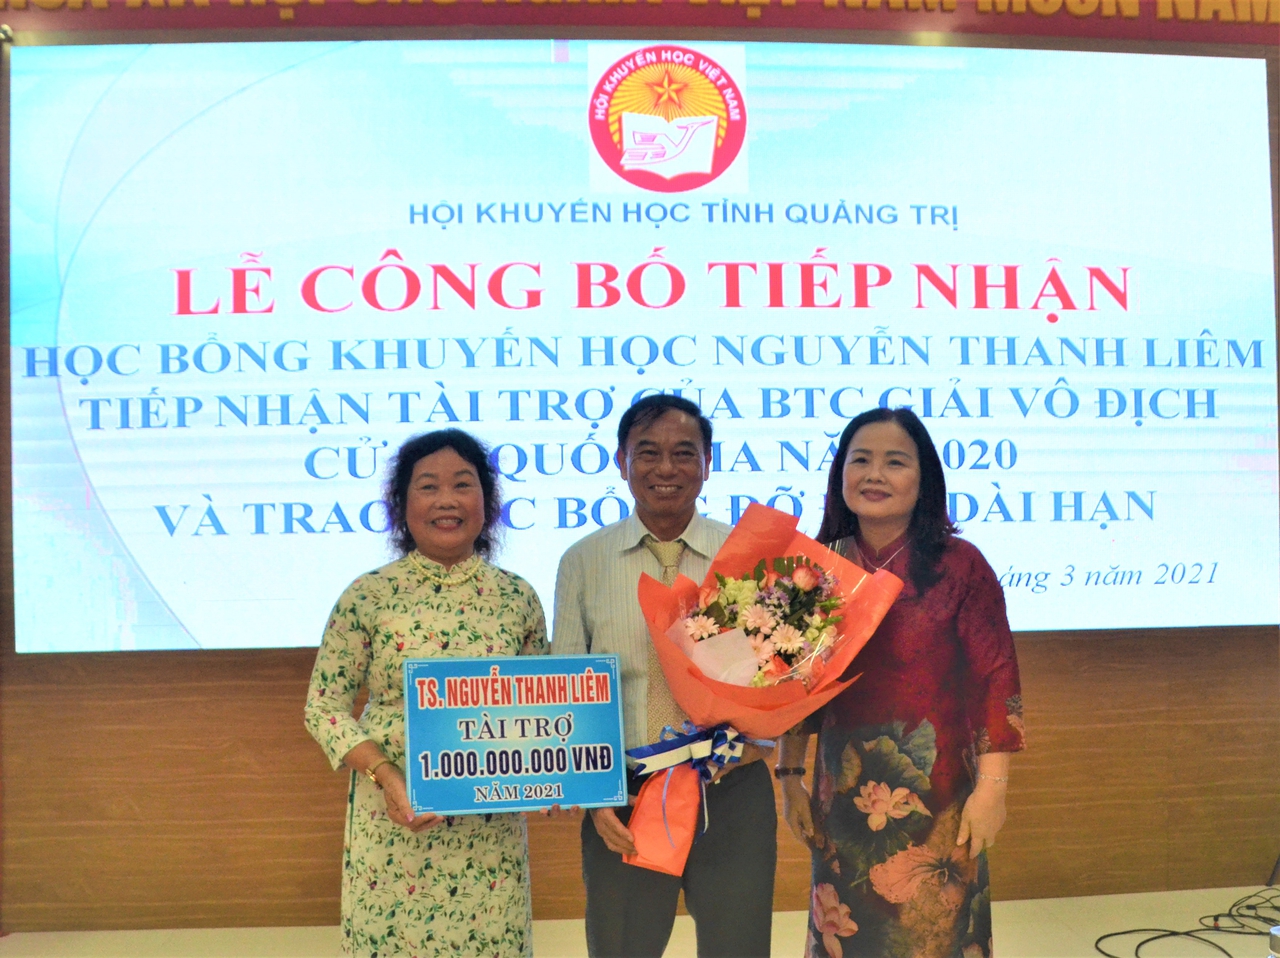 HỘI KHUYẾN HỌC VIỆT NAM
HỘI KHUYẾN HỌC TỈNH QUẢNG TRỊ
LỄ CÔNG BỐ TIẾP NHẬN
HỌC BỔNG KHUYẾN HỌC NGUYỄN THANH LIÊM
TIẾP NHẬN TÀI TRỢ CỦA BTC GIẢI VÔ ĐỊCH
QUỐC 2020
VÀ TRAO BỔNG ĐỠ DÀI HẠN
3 năm 2021
TS. NGUYỄN THANH LIÊM
TÀI TRỢ
1.000.000.000 VNĐ
NĂM 2021